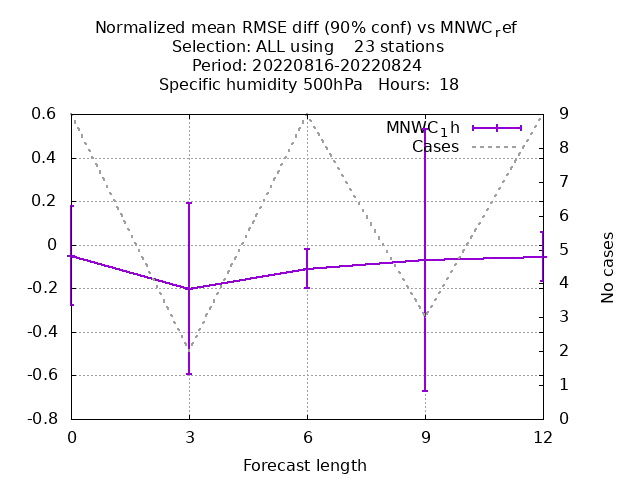 Normalized mean RMSE diff (90% conf) vs MNWC_ref
Selection: ALL using 23 stations
Period: 20220816-20220824
Specific humidity 500hPa Hours: 18
MNWC_1h
Cases
0.6
0.4
0.2
0
-0.2
-0.4
-0.6
-0.8
9
8
7
6
5
4
3
2
1
0
No cases
0 3 6 9 12
Forecast length